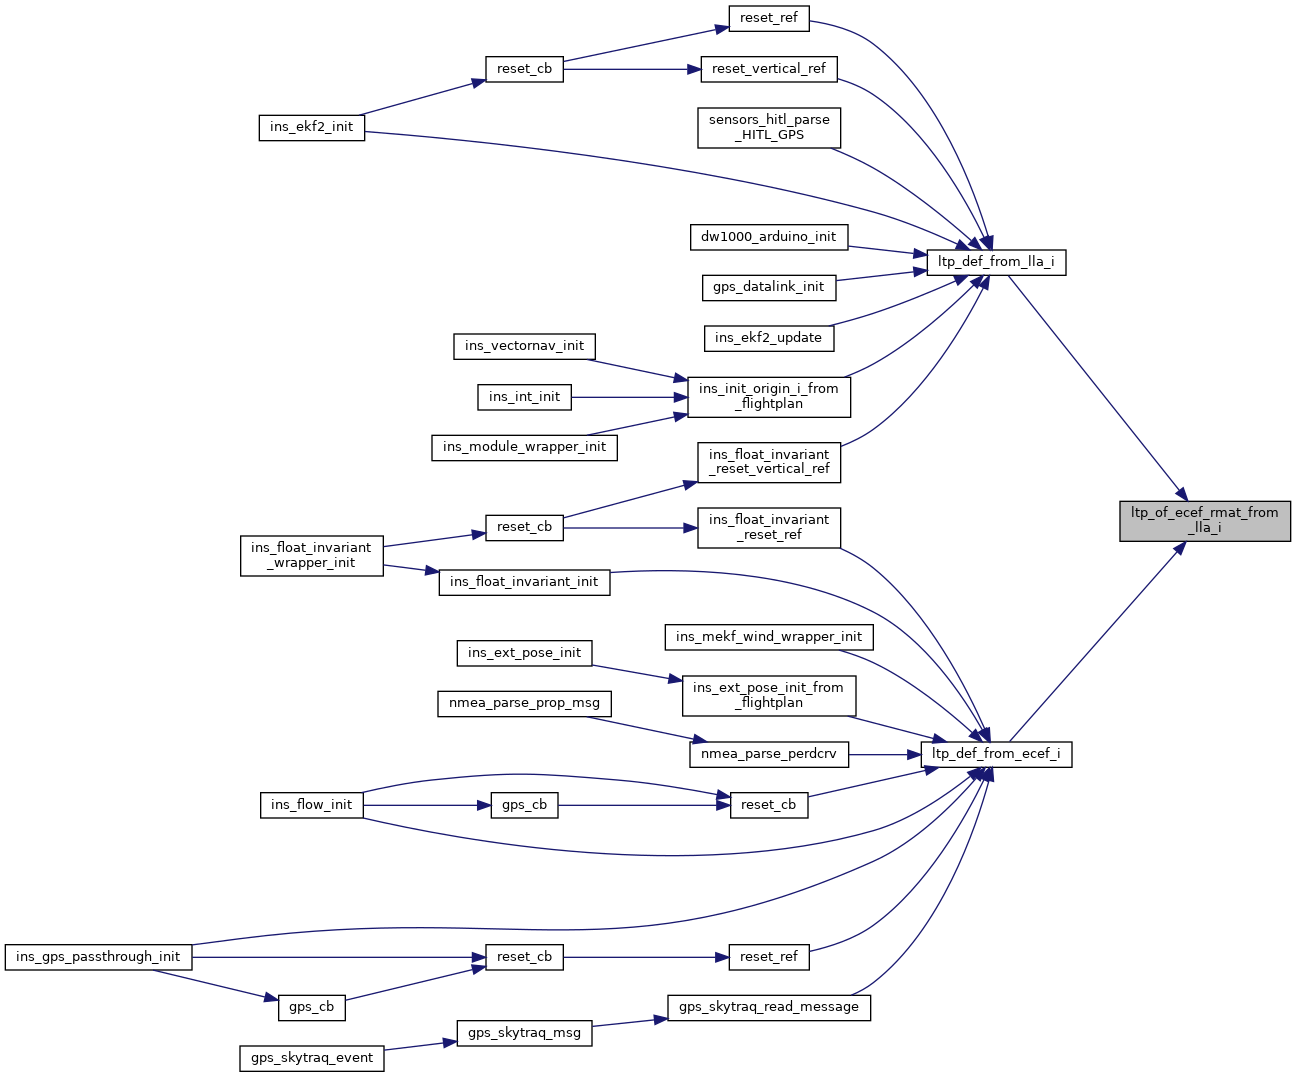 reset_ref
reset_cb
reset_vertical_ref
sensors_hitl_parse
_HITL_GPS
ins_ekf2_init
dw1000_arduino_init
ltp_def_from_lla_i
gps_datalink_init
ins_ekf2_update
ins_vectornav_init
ins_int_init
ins_init_origin_i_from
_flightplan
ins_module_wrapper_init
ins_float_invariant
_reset_vertical_ref
reset_cb
ins_float_invariant
_reset_ref
ltp_of_ecef_rmat_from
_lla_i
ins_float_invariant
_wrapper_init
ins_float_invariant_init
ins_mekf_wind_wrapper_init
ins_ext_pose_init
ins_ext_pose_init_from
_flightplan
nmea_parse_prop_msg
nmea_parse_perdcrv
ltp_def_from_ecef_i
ins_flow_init
gps_cb
reset_cb
ins_gps_passthrough_init
reset_cb
reset_ref
gps_cb
gps_skytraq_read_message
gps_skytraq_msg
gps_skytraq_event